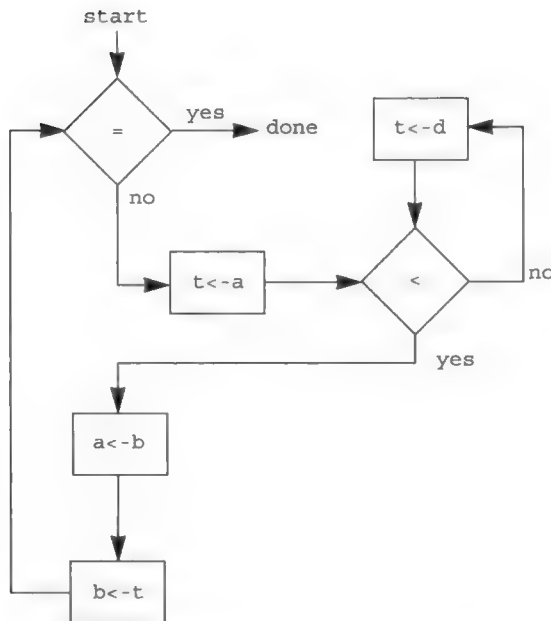 start
=
yes
done
no
t<-a
t<-d
<
no
yes
a<-b
b<-t